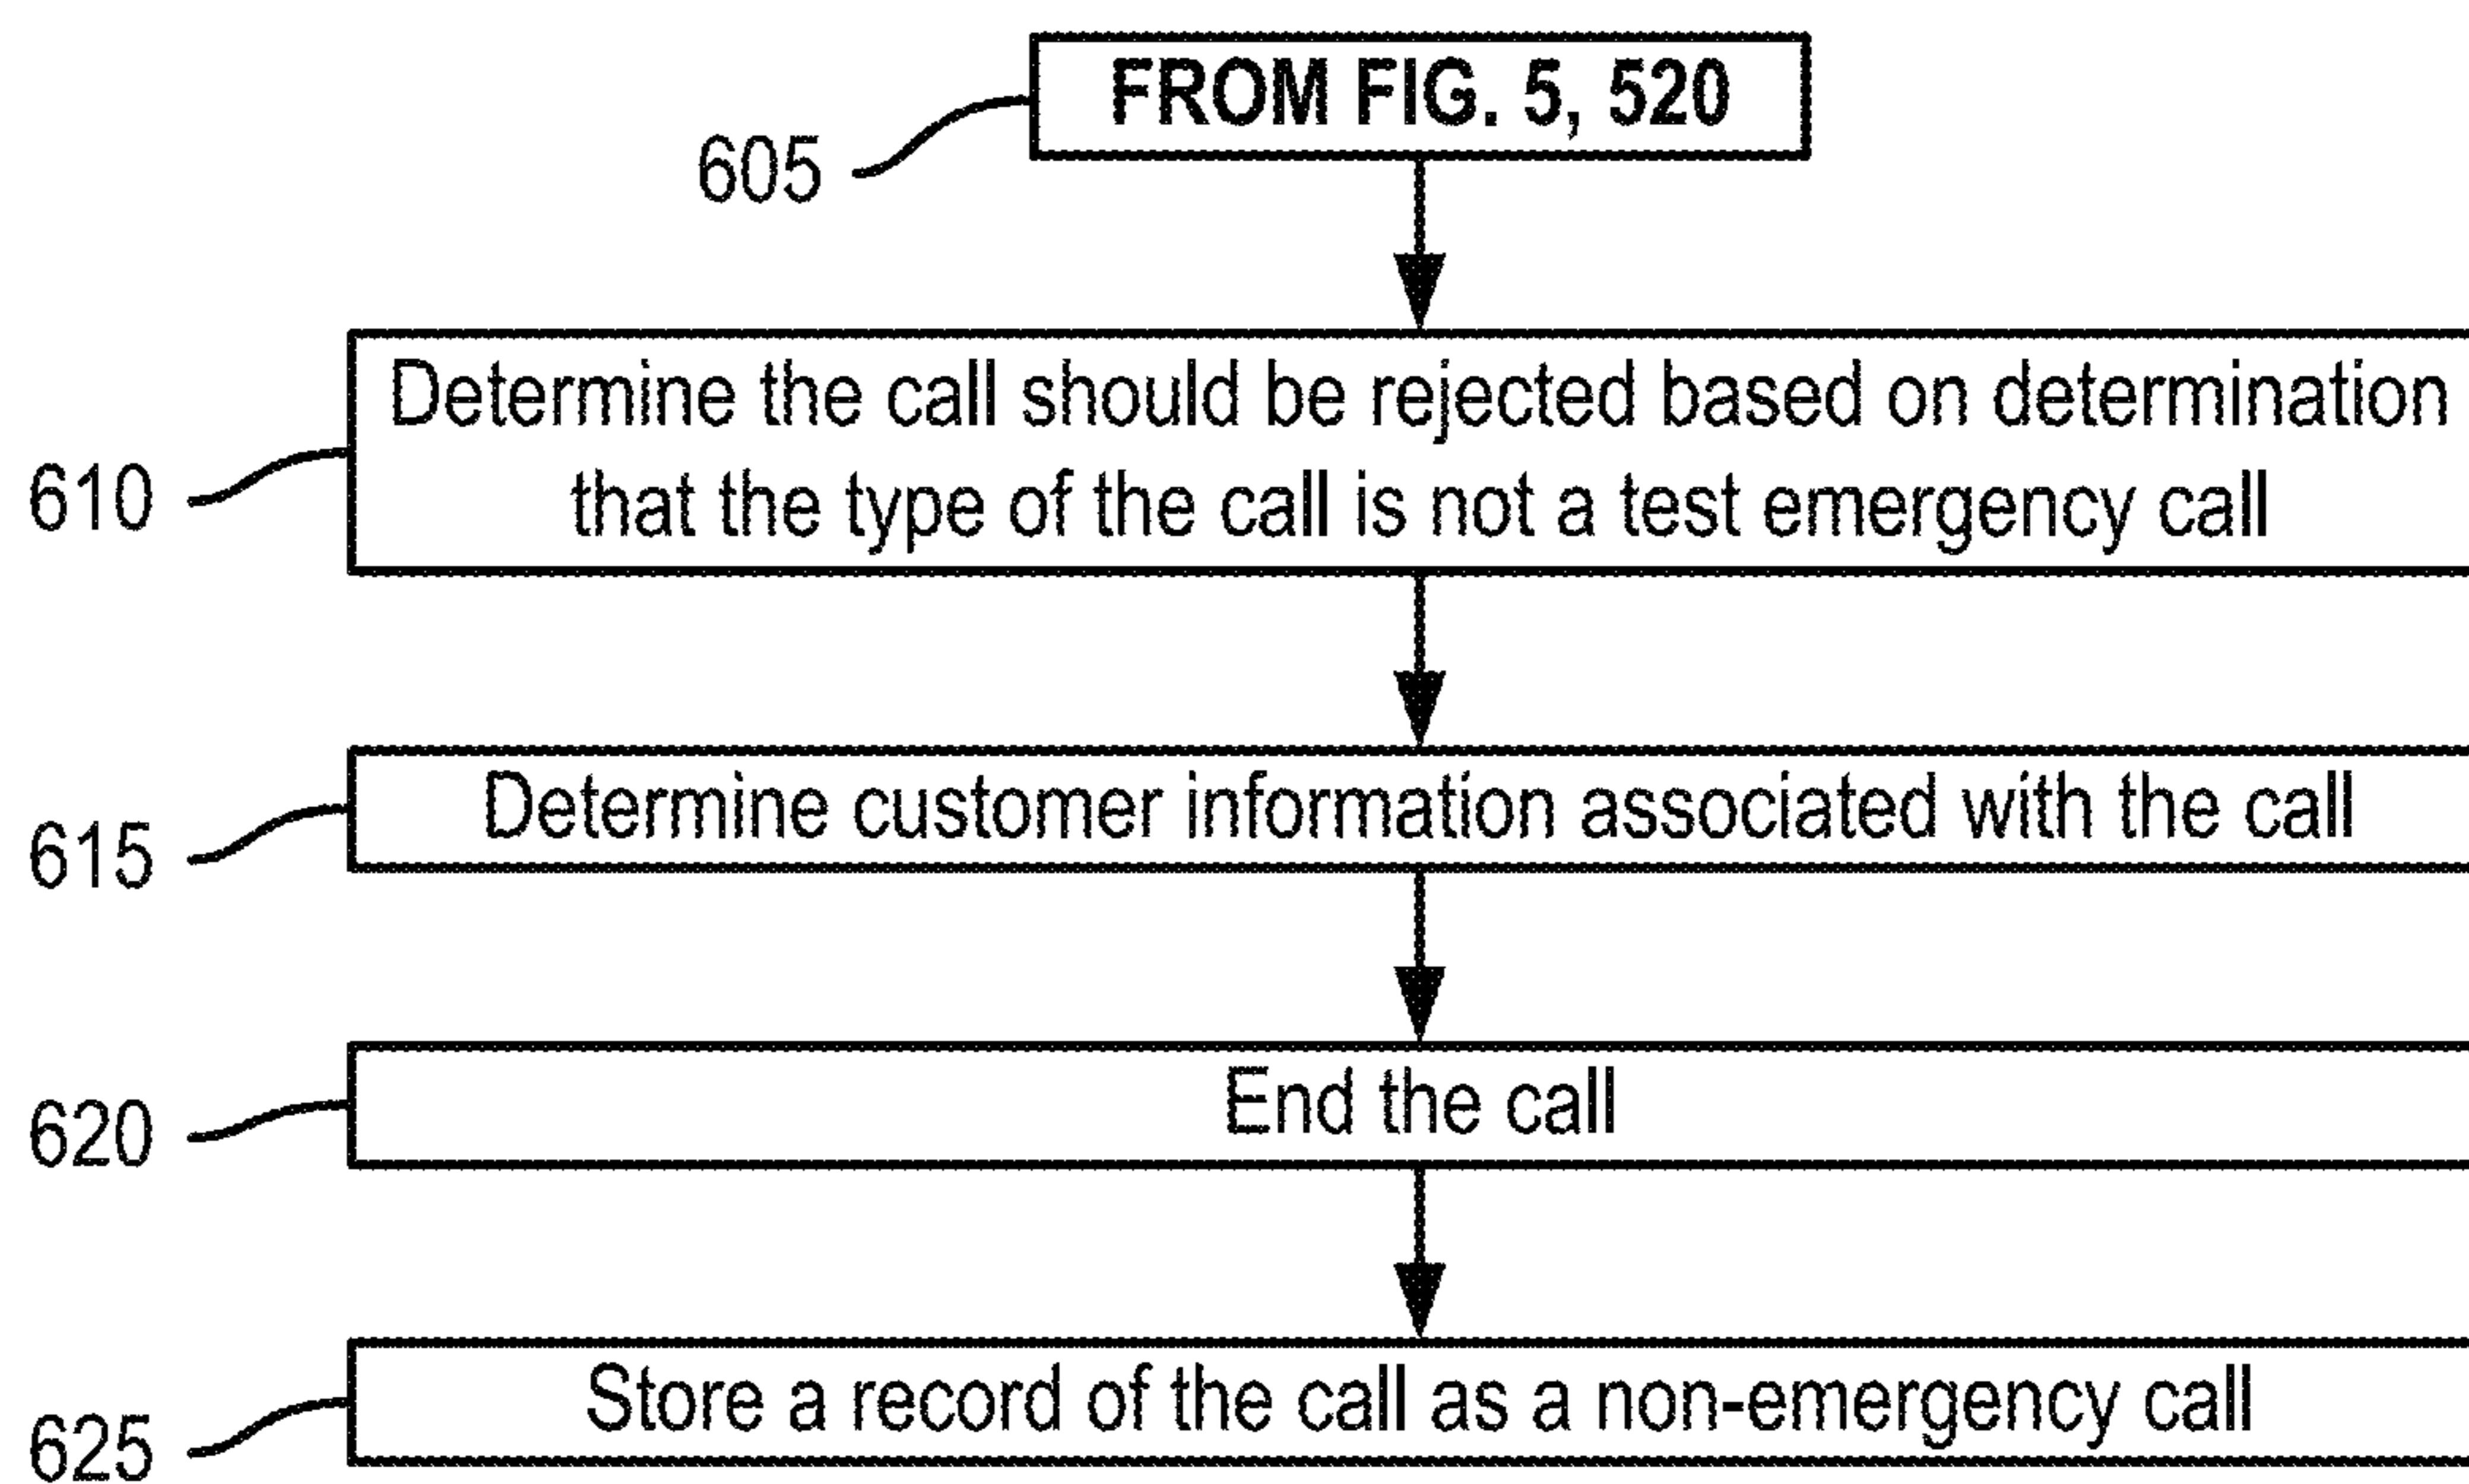 FROM FIG. 5, 520
605
Determine the call should be rejected based on determination
that the type of the call is not a test emergency call
610
Determine customer information associated with the call
615
End the call
620
Store a record of the call as a non-emergency call
625